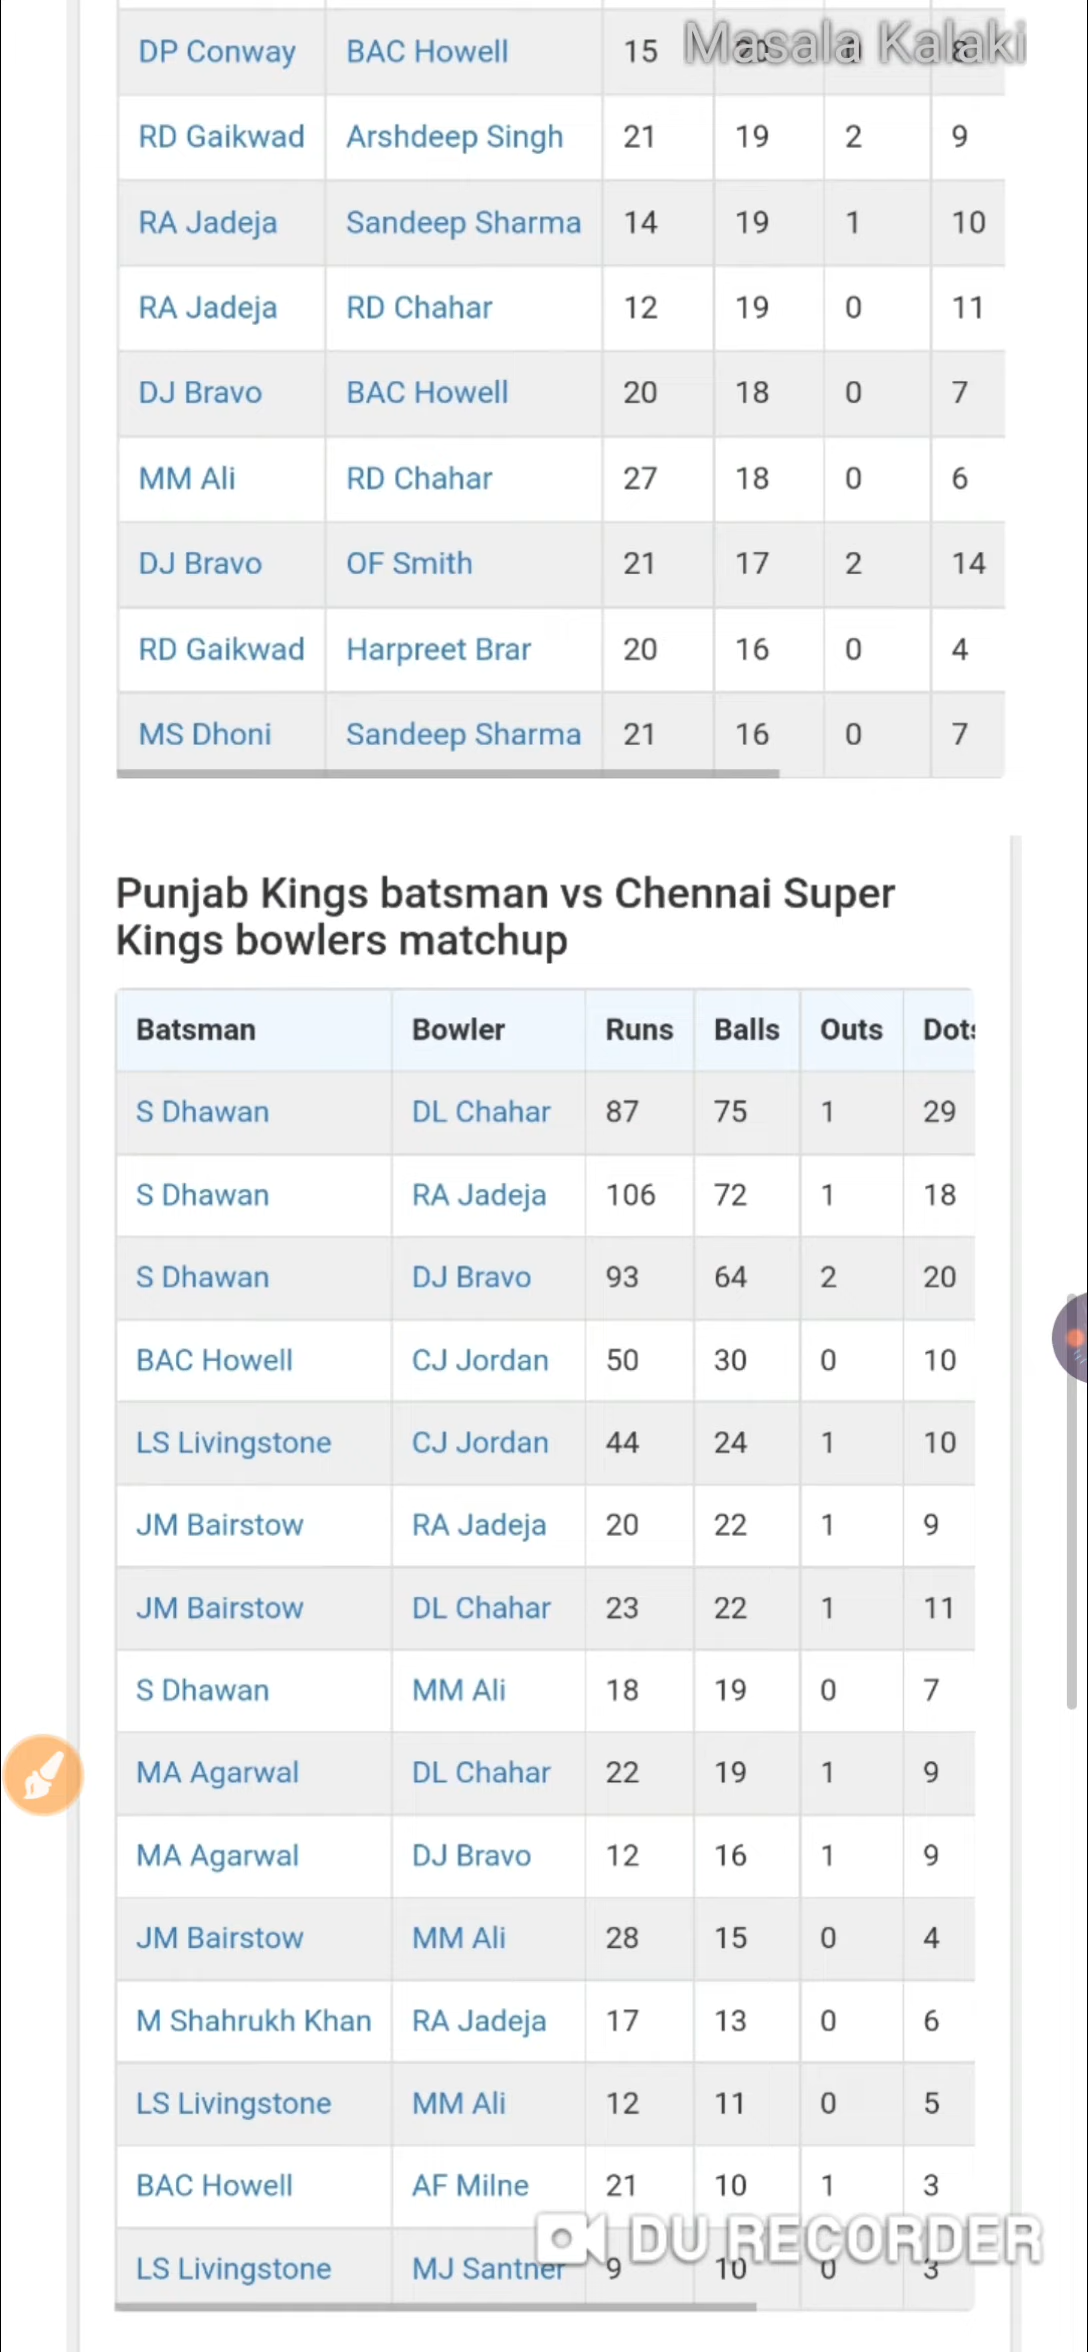 Masala Kalaki
DP Conway BAC Howell 15 20 1 8
RD Gaikwad Arshdeep Singh 21 19 2 9
RA Jadeja Sandeep Sharma 14 19 1 10
RA Jadeja RD Chahar 12 19 0 11
DJ Bravo BAC Howell 20 18 0 7
MM Ali RD Chahar 27 18 0 6
DJ Bravo OF Smith 21 17 2 14
RD Gaikwad Harpreet Brar 20 16 0 4
MS Dhoni Sandeep Sharma 21 16 0 7
Punjab Kings batsman vs Chennai Super
Kings bowlers matchup
Batsman Bowler Runs Balls Outs Dots
S Dhawan DL Chahar 87 75 1 29
S Dhawan RA Jadeja 106 72 1 18
S Dhawan DJ Bravo 93 64 2 20
BAC Howell CJ Jordan 50 30 0 10
LS Livingstone CJ Jordan 44 24 1 10
JM Bairstow RA Jadeja 20 22 1 9
JM Bairstow DL Chahar 23 22 1 11
S Dhawan MM Ali 18 19 0 7
MA Agarwal DL Chahar 22 19 1 9
MA Agarwal DJ Bravo 12 16 1 9
JM Bairstow MM Ali 28 15 0 4
M Shahrukh Khan RA Jadeja 17 13 0 6
LS Livingstone MM Ali 12 11 0 5
BAC Howell AF Milne 21 10 1 3
DU RECORDER
LS Livingstone MJ Santner 9 10 0 3